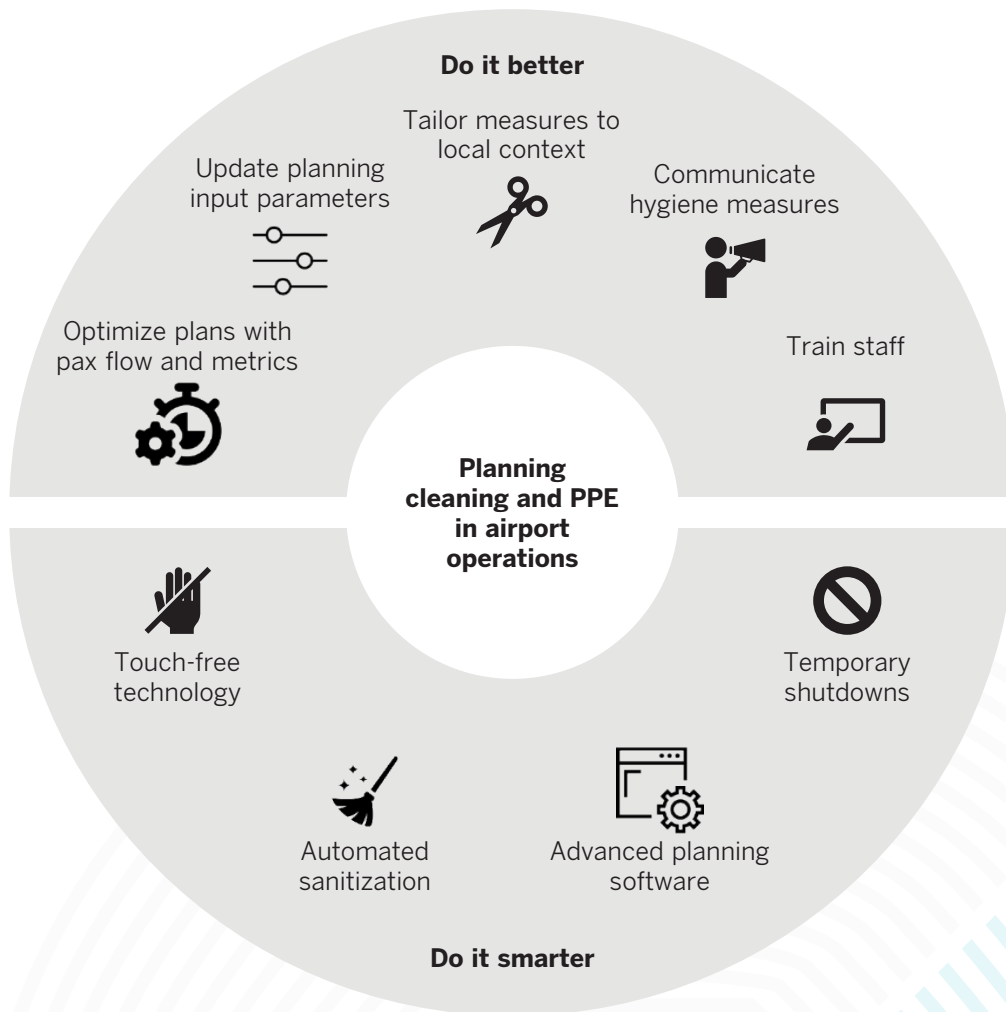 Do it better
Tailor measures to
local context
Update planning
input parameters
Communicate
hygiene measures
Optimize plans with
pax flow and metrics
Train staff
Planning
cleaning and PPE
in airport
operations
Touch-free
technology
Temporary
shutdowns
Automated
sanitization
Advanced planning
software
Do it smarter